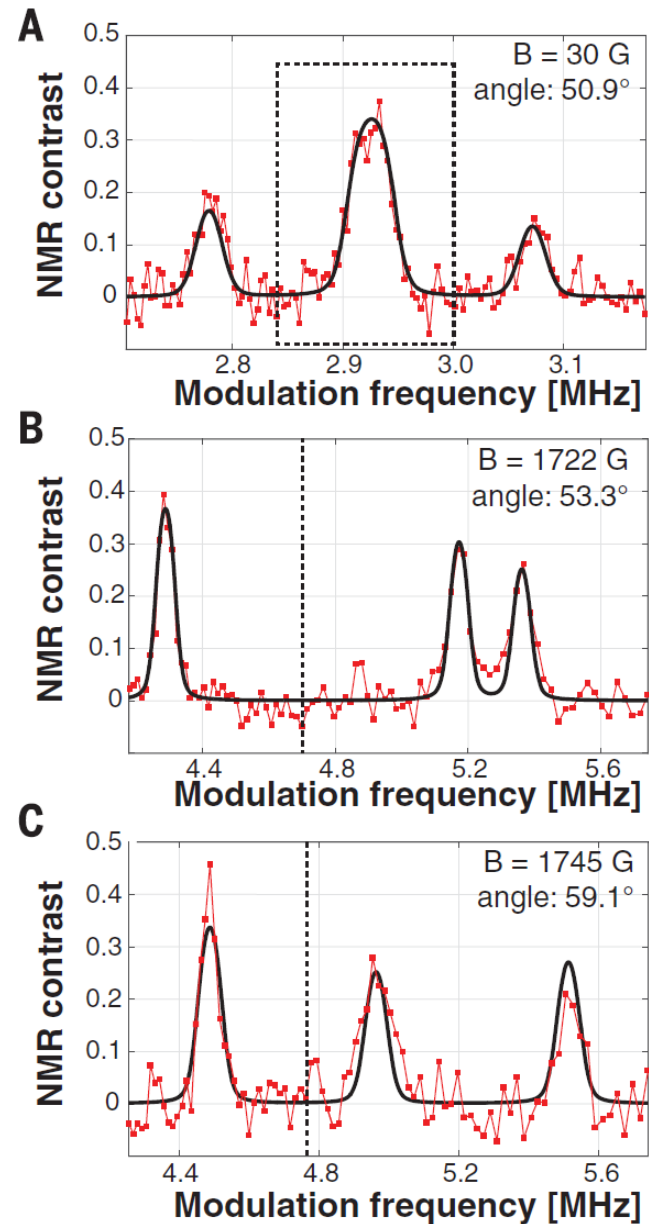 A
B = 30 G
angle: 50.9°
NMR contrast
0.5
0.4
0.3
0.2
0.1
0
2.8
2.9
3.0
3.1
Modulation frequency [MHz]
B
B = 1722 G
angle: 53.3°
NMR contrast
0.5
0.4
0.3
0.2
0.1
0
4.4
4.8
5.2
5.6
Modulation frequency [MHz]
C
B = 1745 G
angle: 59.1°
NMR contrast
0.5
0.4
0.3
0.2
0.1
0
4.4
4.8
5.2
5.6
Modulation frequency [MHz]